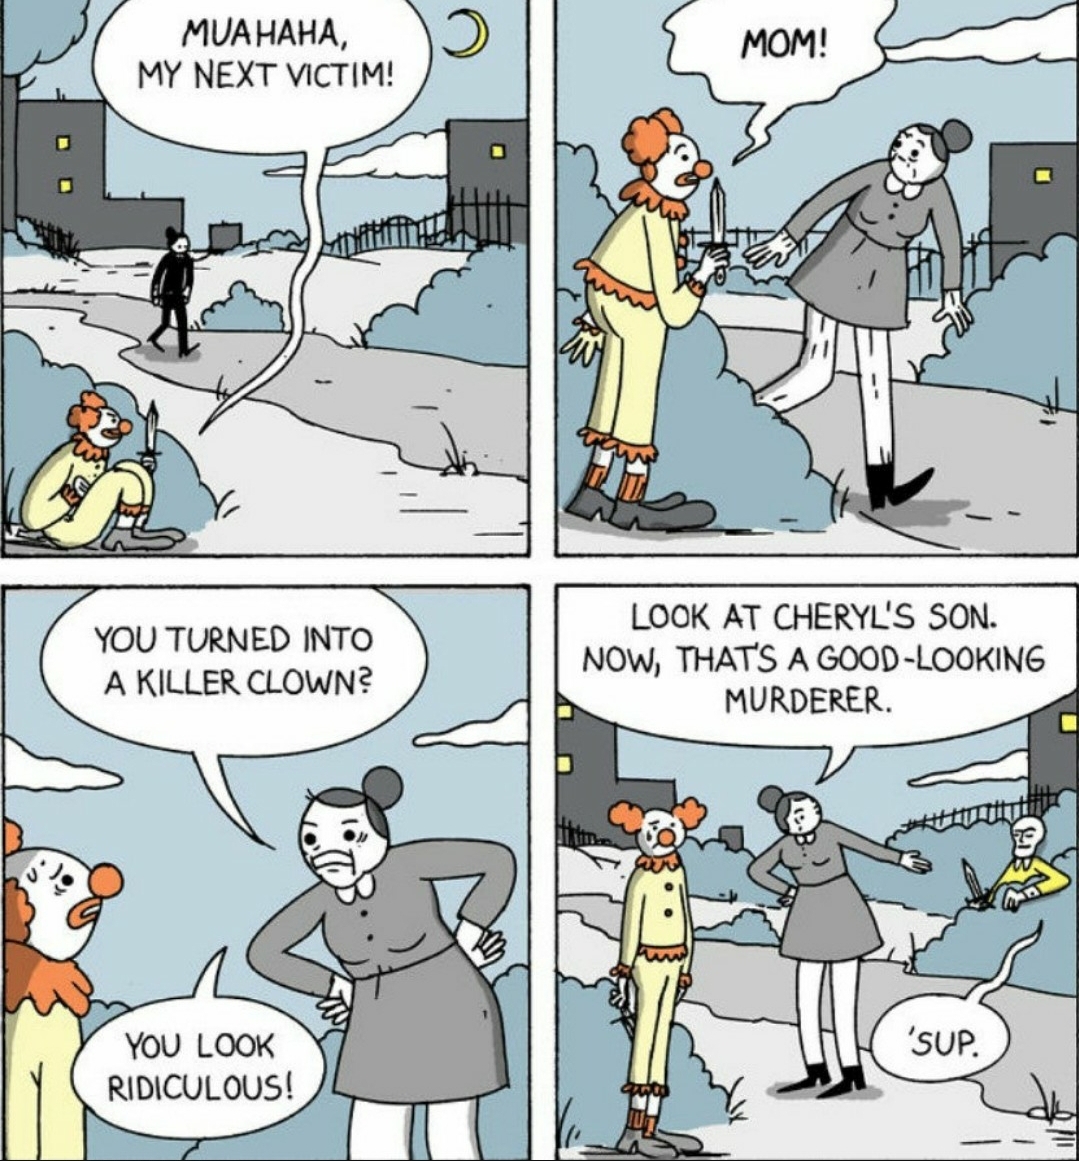 MUAHAHA,
MY NEXT VICTIM!
MOM!
YOU TURNED INTO
A KILLER CLOWN?
YOU LOOK
RIDICULOUS!
LOOK AT CHERYL'S SON.
NOW, THAT'S A GOOD-LOOKING
MURDERER.
'SUP.